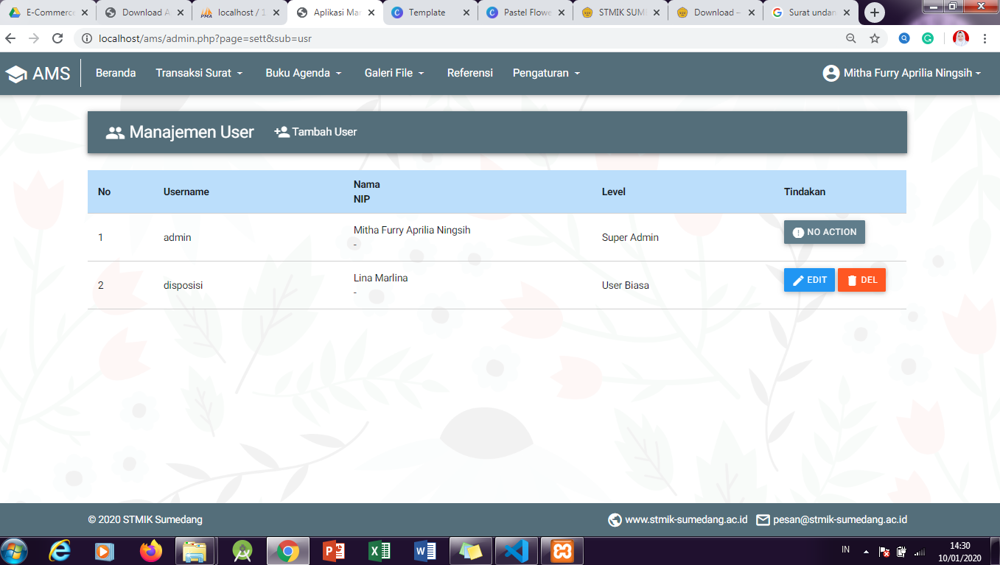 E-Commerce
Download A
localhost / 1
Aplikasi Man
Template
Pastel Flowe
STMIK SUM
Download –
Surat undan
localhost/ams/admin.php?page=sett&sub=usr
AMS
Beranda
Transaksi Surat
Buku Agenda
Galeri File
Referensi
Pengaturan
Mitha Furry Aprilia Ningsih
Manajemen User
Tambah User
No
Username
Nama
NIP
Level
Tindakan
1
admin
Mitha Furry Aprilia Ningsih
-
Super Admin
NO ACTION
2
disposisi
Lina Marlina
-
User Biasa
EDIT
DEL
© 2020 STMIK Sumedang
www.stmik-sumedang.ac.id
pesan@stmik-sumedang.ac.id
IN
14:30
10/01/2020